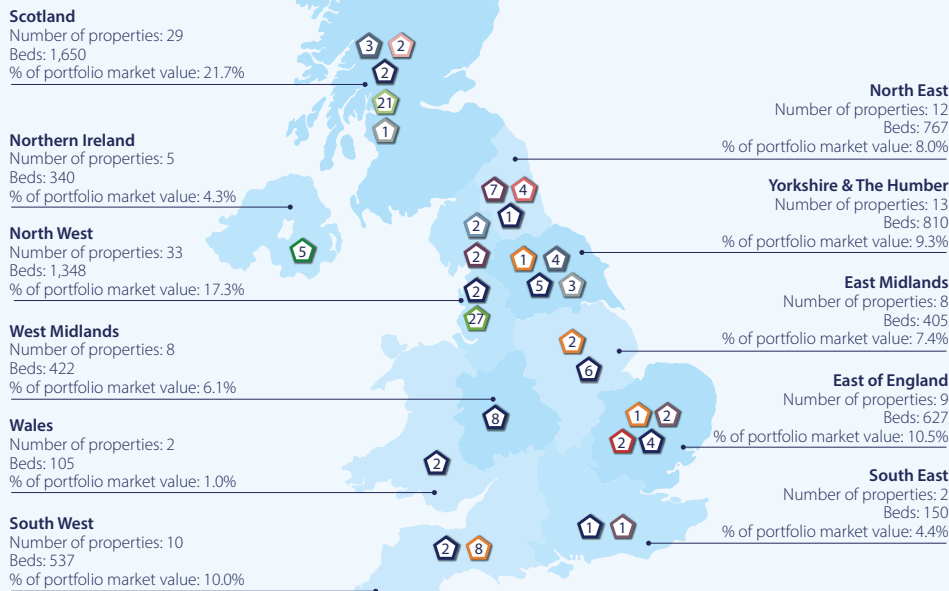 Scotland
Number of properties: 29
Beds: 1,650
% of portfolio market value: 21.7%
Northern Ireland
Number of properties: 5
Beds: 340
% of portfolio market value: 4.3%
North West
Number of properties: 33
Beds: 1,348
% of portfolio market value: 17.3%
West Midlands
Number of properties: 8
Beds: 422
% of portfolio market value: 6.1%
Wales
Number of properties: 2
Beds: 105
% of portfolio market value: 1.0%
South West
Number of properties: 10
Beds: 537
% of portfolio market value: 10.0%
3 2
2
21
1
5
7 4
1
2
2
2
27
1 4
5 3
2
6
8
2
1 2
2 4
1 1
2 8
North East
Number of properties: 12
Beds: 767
% of portfolio market value: 8.0%
Yorkshire & The Humber
Number of properties: 13
Beds: 810
% of portfolio market value: 9.3%
East Midlands
Number of properties: 8
Beds: 405
% of portfolio market value: 7.4%
East of England
Number of properties: 9
Beds: 627
% of portfolio market value: 10.5%
South East
Number of properties: 2
Beds: 150
% of portfolio market value: 4.4%